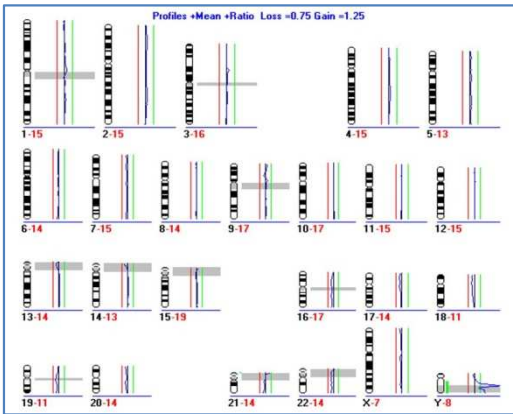 Profiles +Mean +Ratio Loss =0.75 Gain =1.25
1-15 2-15 3-16 4-15 5-13
6-14 7-15 8-14 9-17 10-17 11-15 12-15
13-14 14-13 15-19 16-17 17-14 18-11
19-11 20-14 21-14 22-14 X-7 Y-8